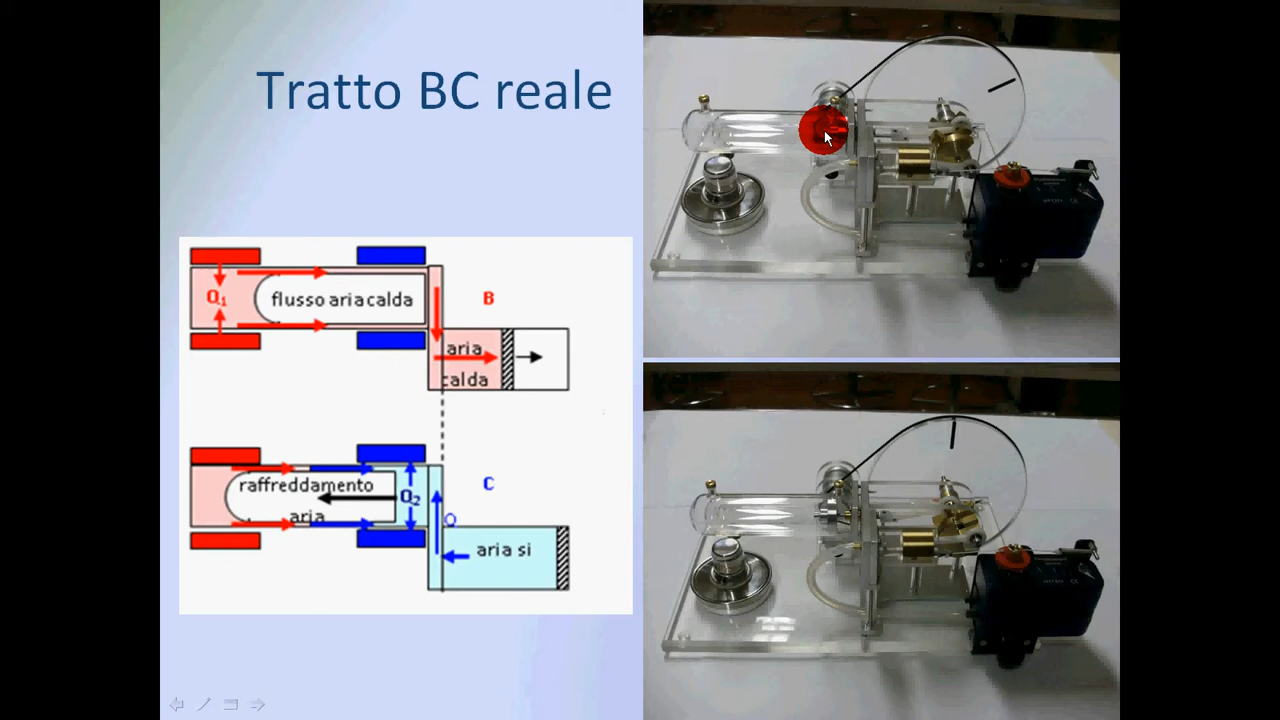 Tratto BC reale
Q₁
flusso aria calda
B
aria
calda
raffreddamento
aria
Q₂
C
Q
aria si